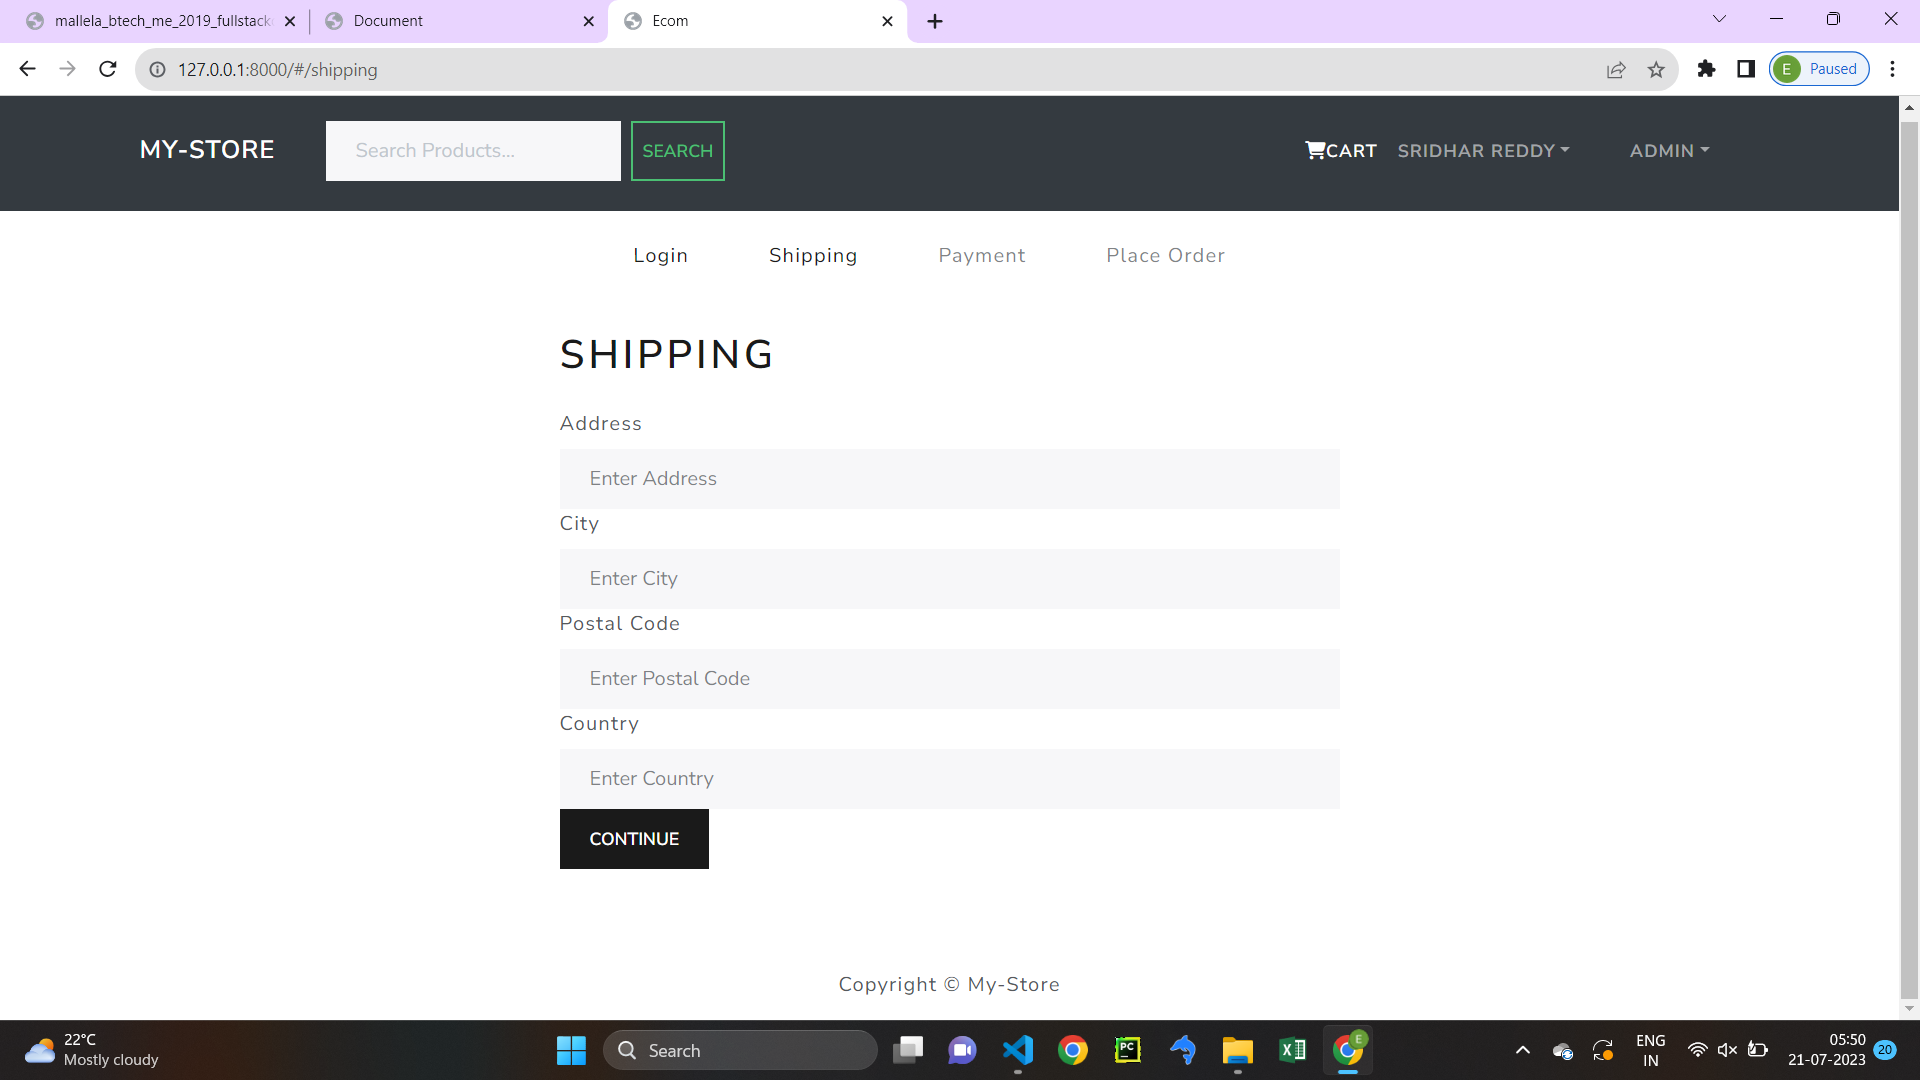 mallela_btech_me_2019_fullstack
Document
Ecom
127.0.0.1:8000/#/shipping
E
Paused
MY-STORE
Search Products...
SEARCH
CART
SRIDHAR REDDY
ADMIN
Login
Shipping
Payment
Place Order
SHIPPING
Address
Enter Address
City
Enter City
Postal Code
Enter Postal Code
Country
Enter Country
CONTINUE
Copyright © My-Store
22°C
Mostly cloudy
Search
PC
E
ENG
IN
05:50
21-07-2023
20